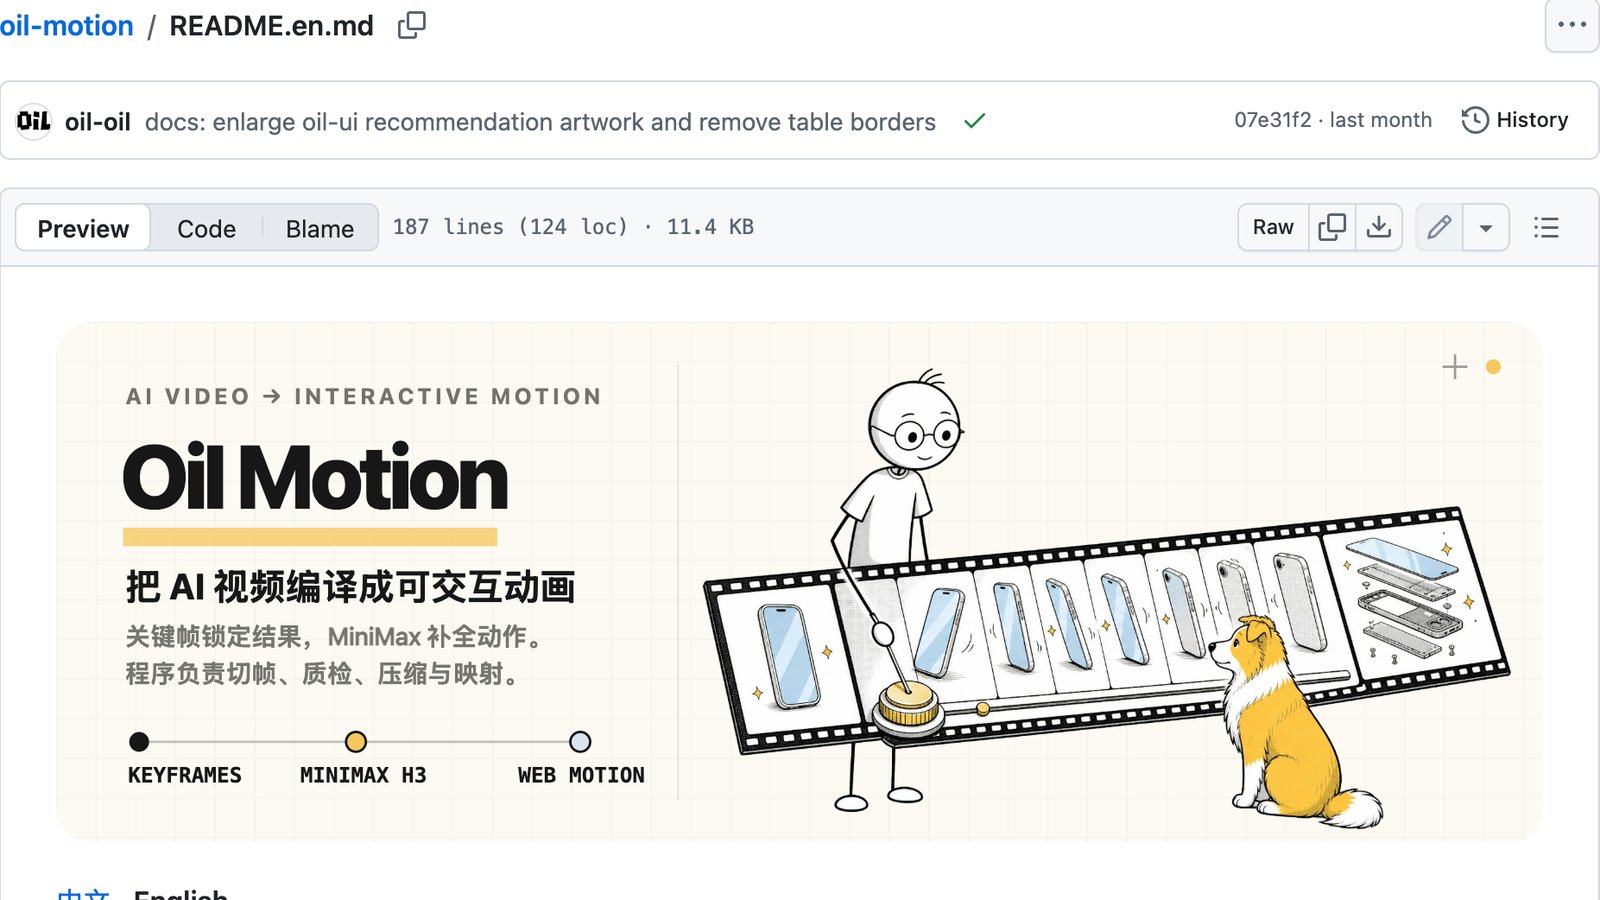 oil-motion / README.en.md
OiL oil-oil docs: enlarge oil-ui recommendation artwork and remove table borders 07e31f2 · last month History
Preview Code Blame 187 lines (124 loc) · 11.4 KB Raw
AI VIDEO → INTERACTIVE MOTION
Oil Motion
把 AI 视频编译成可交互动画
关键帧锁定结果，MiniMax 补全动作。
程序负责切帧、质检、压缩与映射。
KEYFRAMES MINIMAX H3 WEB MOTION
中文 English